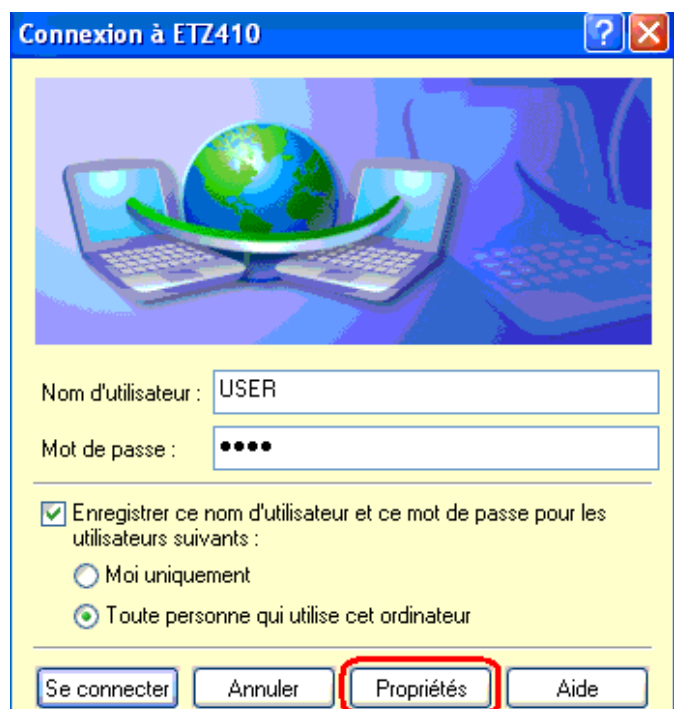 Connexion à ETZ410
Nom d'utilisateur : USER
Mot de passe : ●●●●
Enregistrer ce nom d'utilisateur et ce mot de passe pour les
utilisateurs suivants :
Moi uniquement
Toute personne qui utilise cet ordinateur
Se connecter Annuler Propriétés Aide